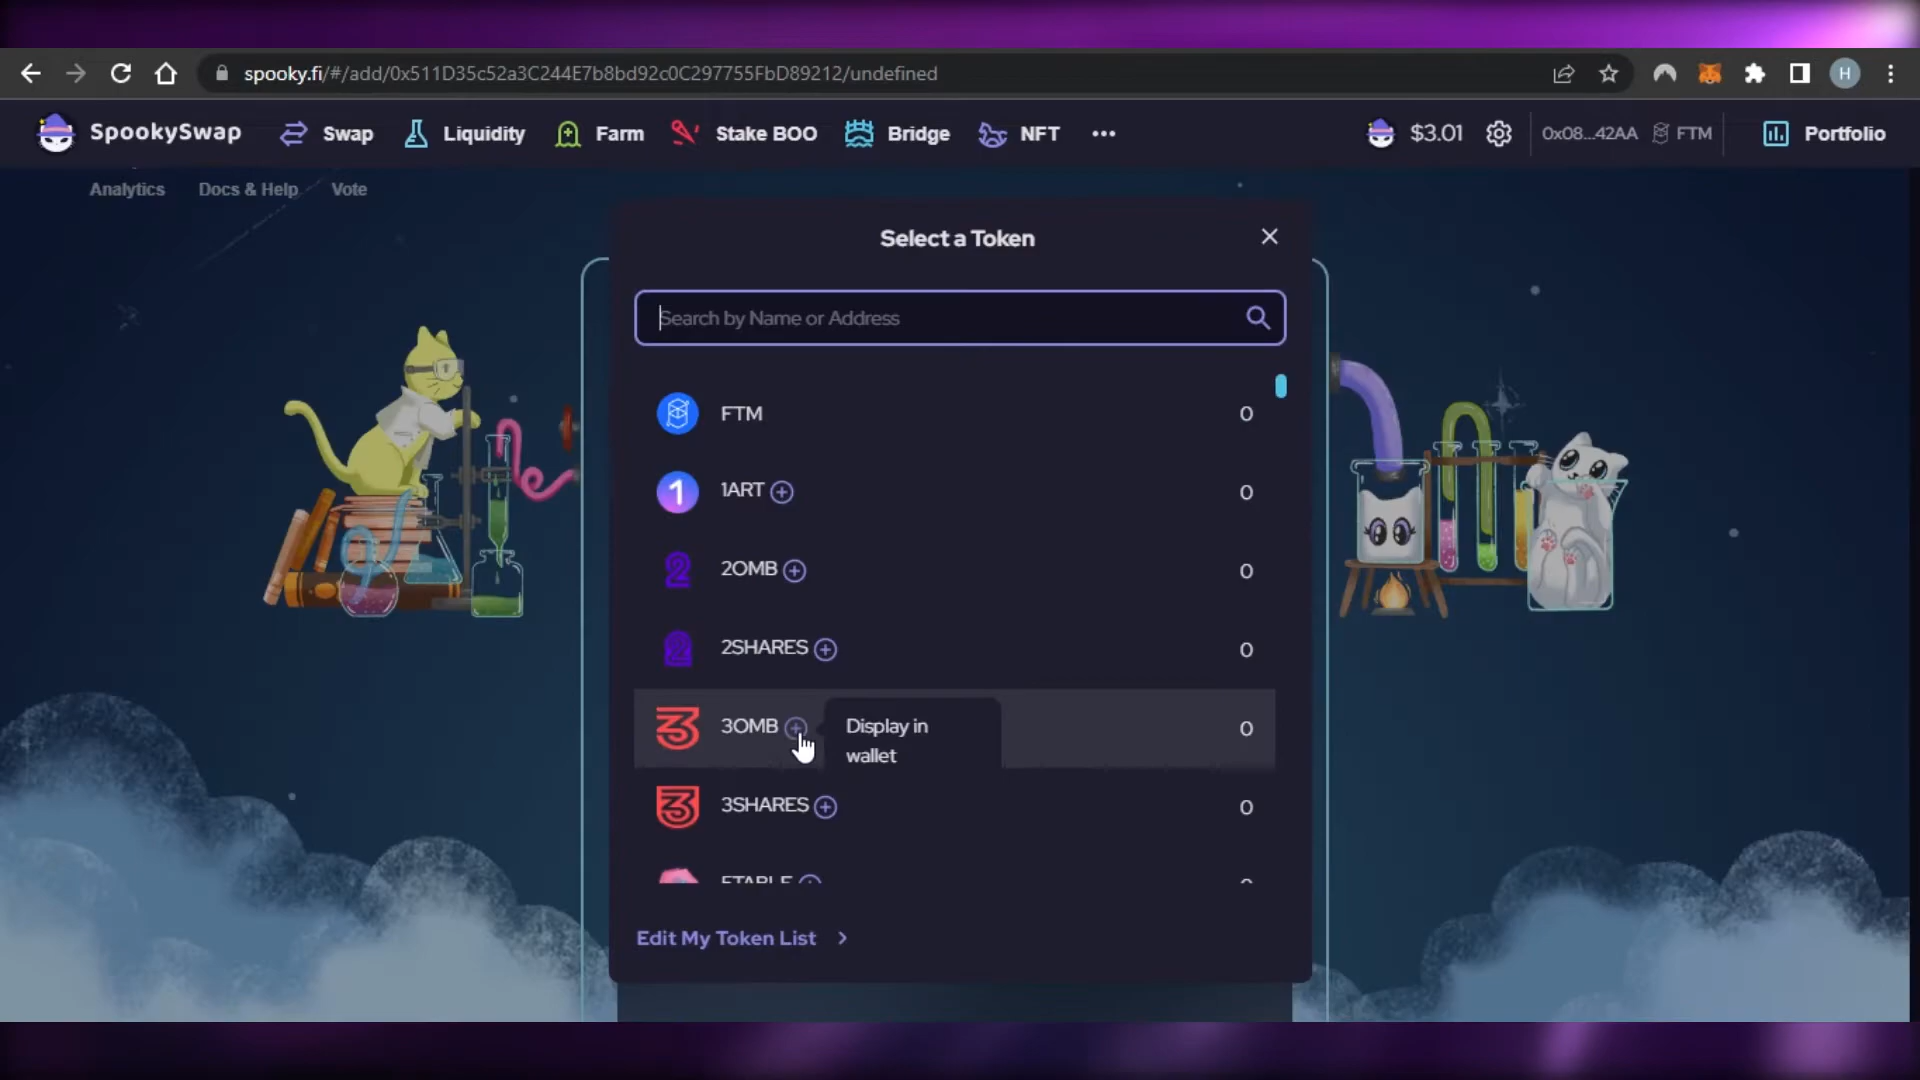 spooky.fi/#/add/0x511D35c52a3C244E7b8bd92c0C297755FbD89212/undefined
H
SpookySwap Swap Liquidity Farm Stake BOO Bridge NFT $3.01 0x08...42AA FTM Portfolio
Analytics Docs & Help Vote
Select a Token
Search by Name or Address
FTM 0
1ART 0
2OMB 0
2SHARES 0
3OMB Display in 0
wallet
3SHARES 0
Edit My Token List